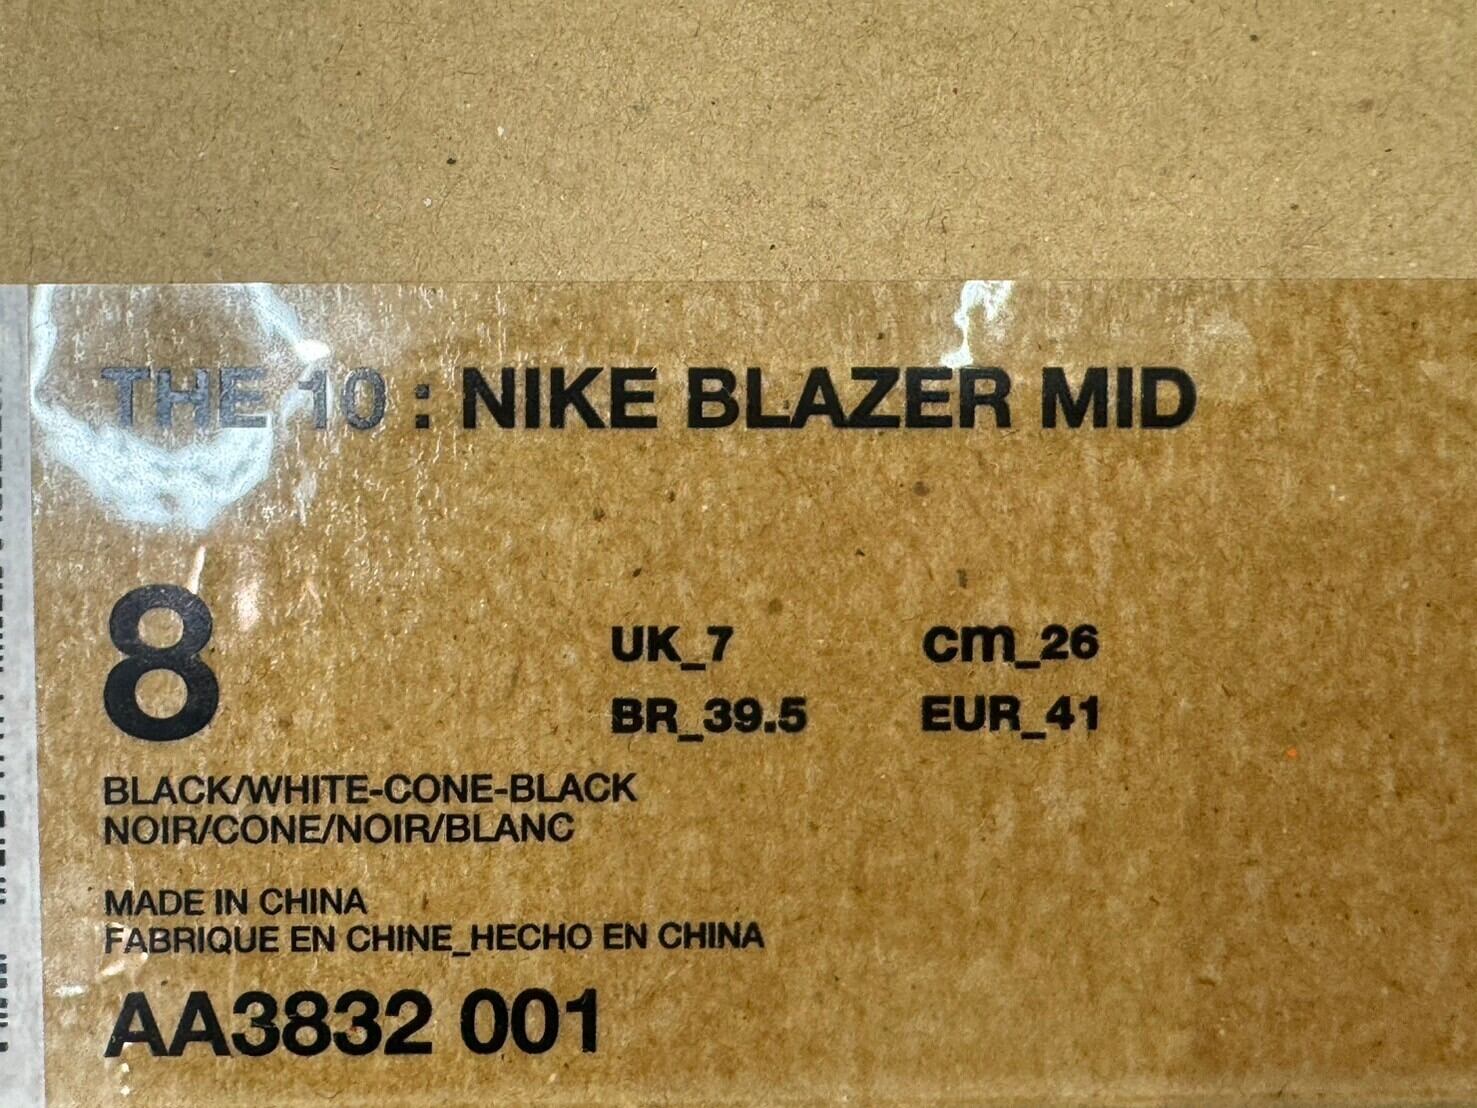 THE 10 : NIKE BLAZER MID
8
UK_7 cm_26
BR_39.5 EUR_41
BLACK/WHITE-CONE-BLACK
NOIR/CONE/NOIR/BLANC
MADE IN CHINA
FABRIQUE EN CHINE_HECHO EN CHINA
AA3832 001